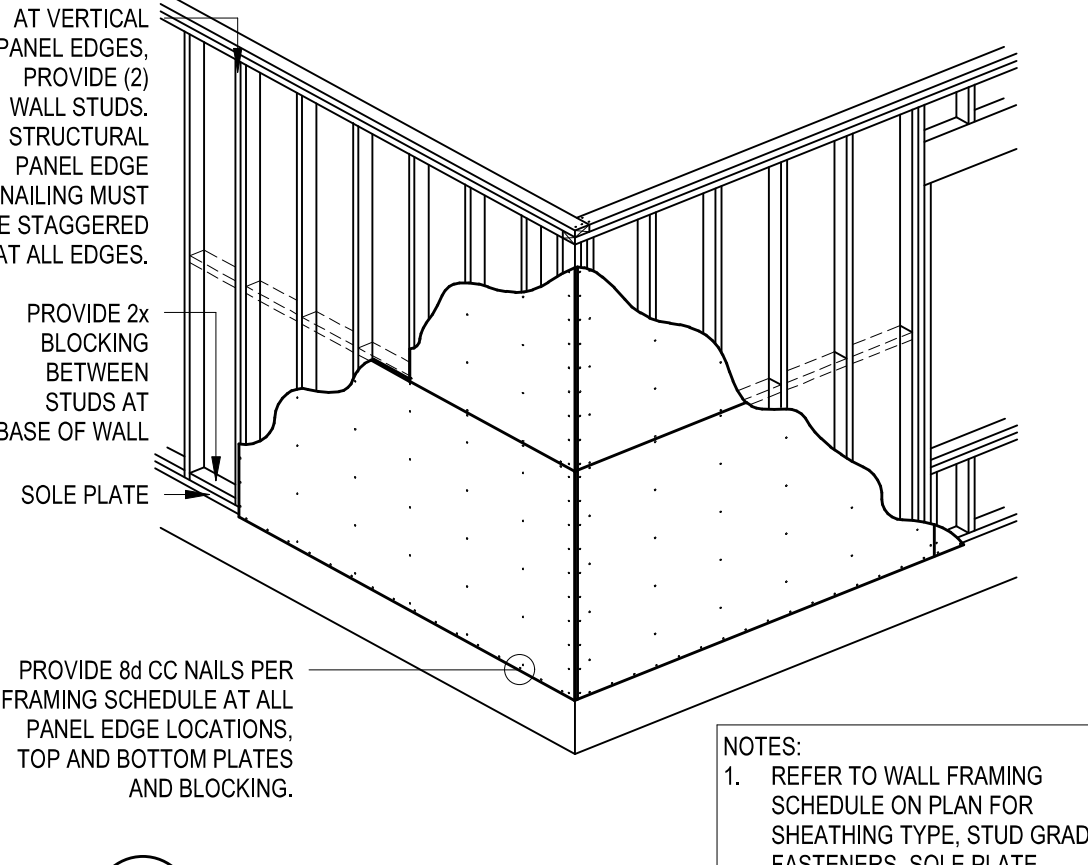 AT VERTICAL
PANEL EDGES,
PROVIDE (2)
WALL STUDS.
STRUCTURAL
PANEL EDGE
NAILING MUST
E STAGGERED
AT ALL EDGES.
PROVIDE 2x
BLOCKING
BETWEEN
STUDS AT
BASE OF WALL
SOLE PLATE
PROVIDE 8d CC NAILS PER
FRAMING SCHEDULE AT ALL
PANEL EDGE LOCATIONS,
TOP AND BOTTOM PLATES
AND BLOCKING.
NOTES:
1. REFER TO WALL FRAMING
SCHEDULE ON PLAN FOR
SHEATHING TYPE, STUD GRAD
FASTENERS, SOLE PLATE